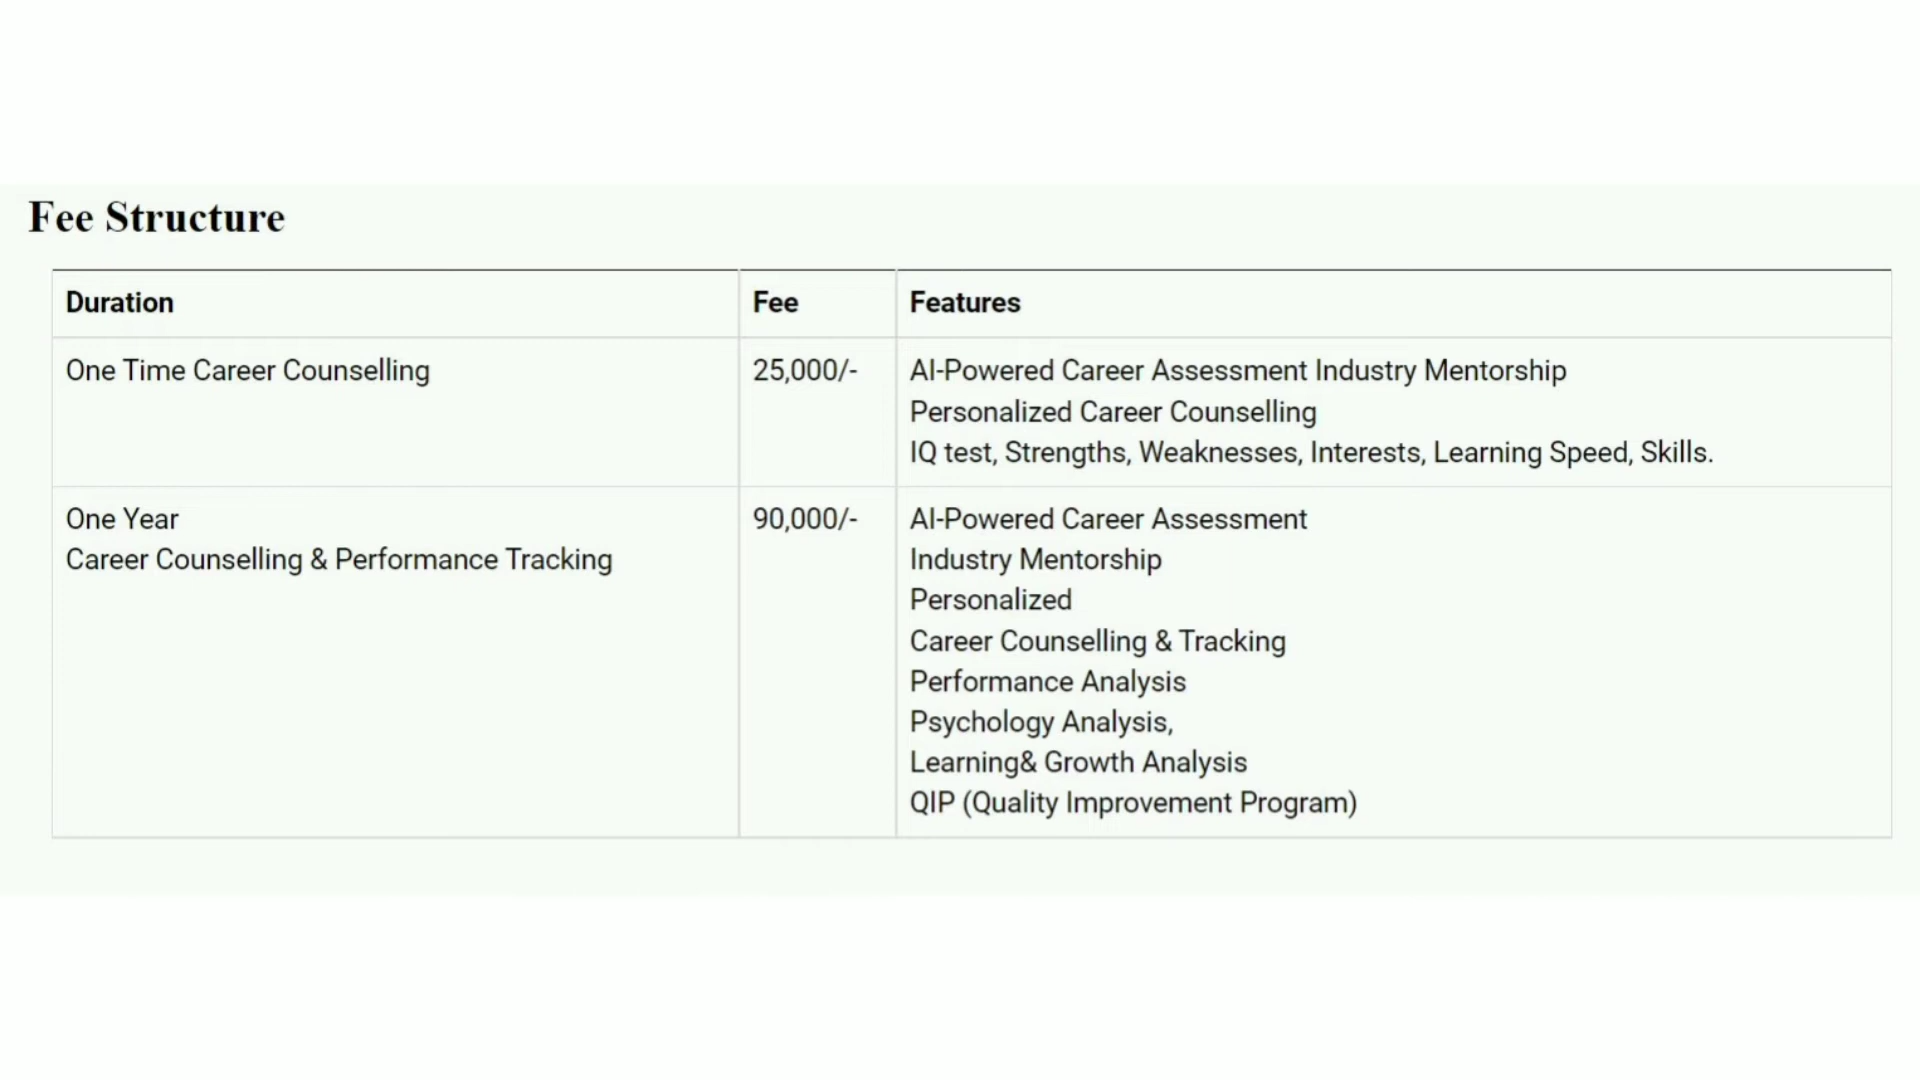 Fee Structure
Duration
Fee
Features
One Time Career Counselling
25,000/-
AI-Powered Career Assessment Industry Mentorship
Personalized Career Counselling
IQ test, Strengths, Weaknesses, Interests, Learning Speed, Skills.
One Year
Career Counselling & Performance Tracking
90,000/-
AI-Powered Career Assessment
Industry Mentorship
Personalized
Career Counselling & Tracking
Performance Analysis
Psychology Analysis,
Learning& Growth Analysis
QIP (Quality Improvement Program)